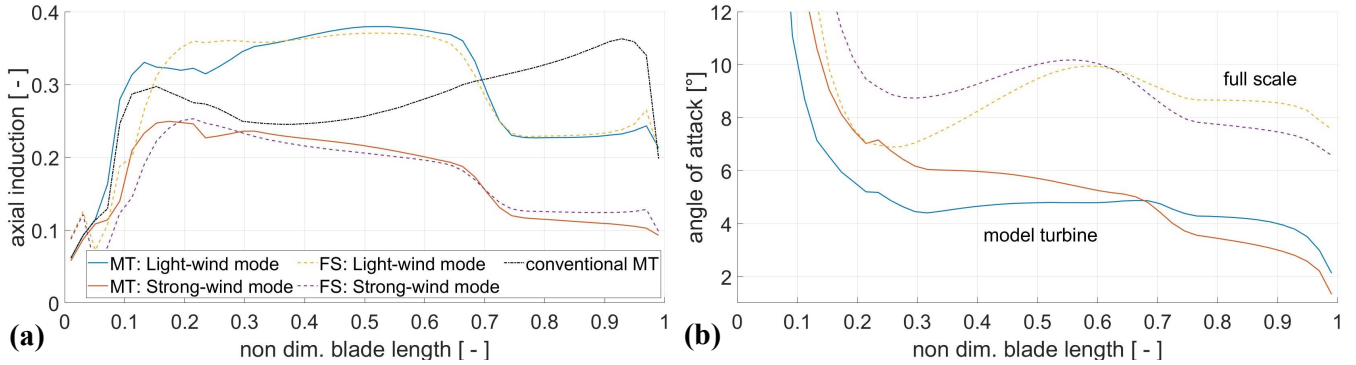 0.4
0.3
0.2
0.1
0
axial induction [ - ]
MT: Light-wind mode
FS: Light-wind mode
conventional MT
MT: Strong-wind mode
FS: Strong-wind mode
0 0.1 0.2 0.3 0.4 0.5 0.6 0.7 0.8 0.9 1
non dim. blade length [ - ]
(a)
12
10
8
6
4
2
angle of attack [°]
full scale
model turbine
0 0.1 0.2 0.3 0.4 0.5 0.6 0.7 0.8 0.9 1
non dim. blade length [ - ]
(b)